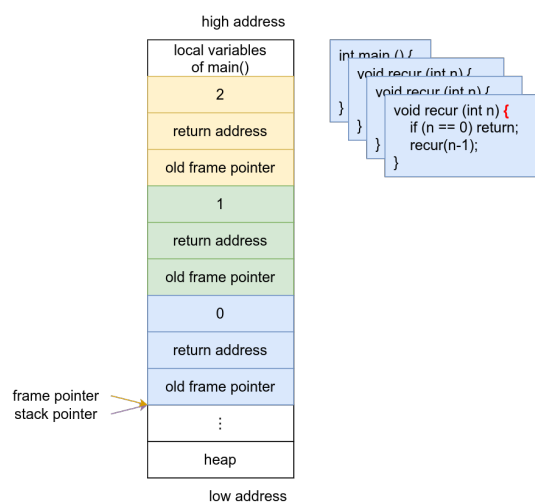 high address
local variables
of main()
2
return address
old frame pointer
1
return address
old frame pointer
0
return address
old frame pointer
⋮
heap
low address
frame pointer
stack pointer
int main () {
void recur (int n) {
void recur (int n) {
void recur (int n) {
if (n == 0) return;
recur(n-1);
}
}
}
}